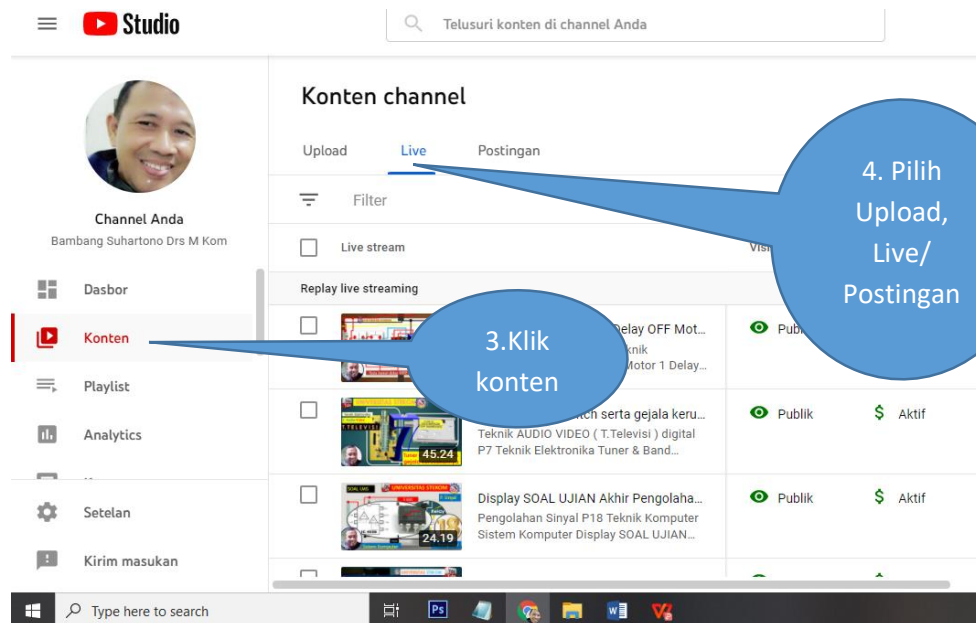 Studio
Telusuri konten di channel Anda
Konten channel
Upload Live Postingan
Filter
Channel Anda
Bambang Suhartono Drs M Kom
Live stream
Dasbor
Replay live streaming
Konten
Playlist
Analytics
Setelan
Kirim masukan
4. Pilih
Upload,
Live/
Postingan
3.Klik
konten
Delay OFF Mot...
Motor 1 Delay...
serta gejala keru...
Teknik AUDIO VIDEO ( T.Televisi ) digital
P7 Teknik Elektronika Tuner & Band...
45.24
Publik $ Aktif
Display SOAL UJIAN Akhir Pengolaha...
Pengolahan Sinyal P18 Teknik Komputer
Sistem Komputer Display SOAL UJIAN...
24.19
Publik $ Aktif
Type here to search
Ps